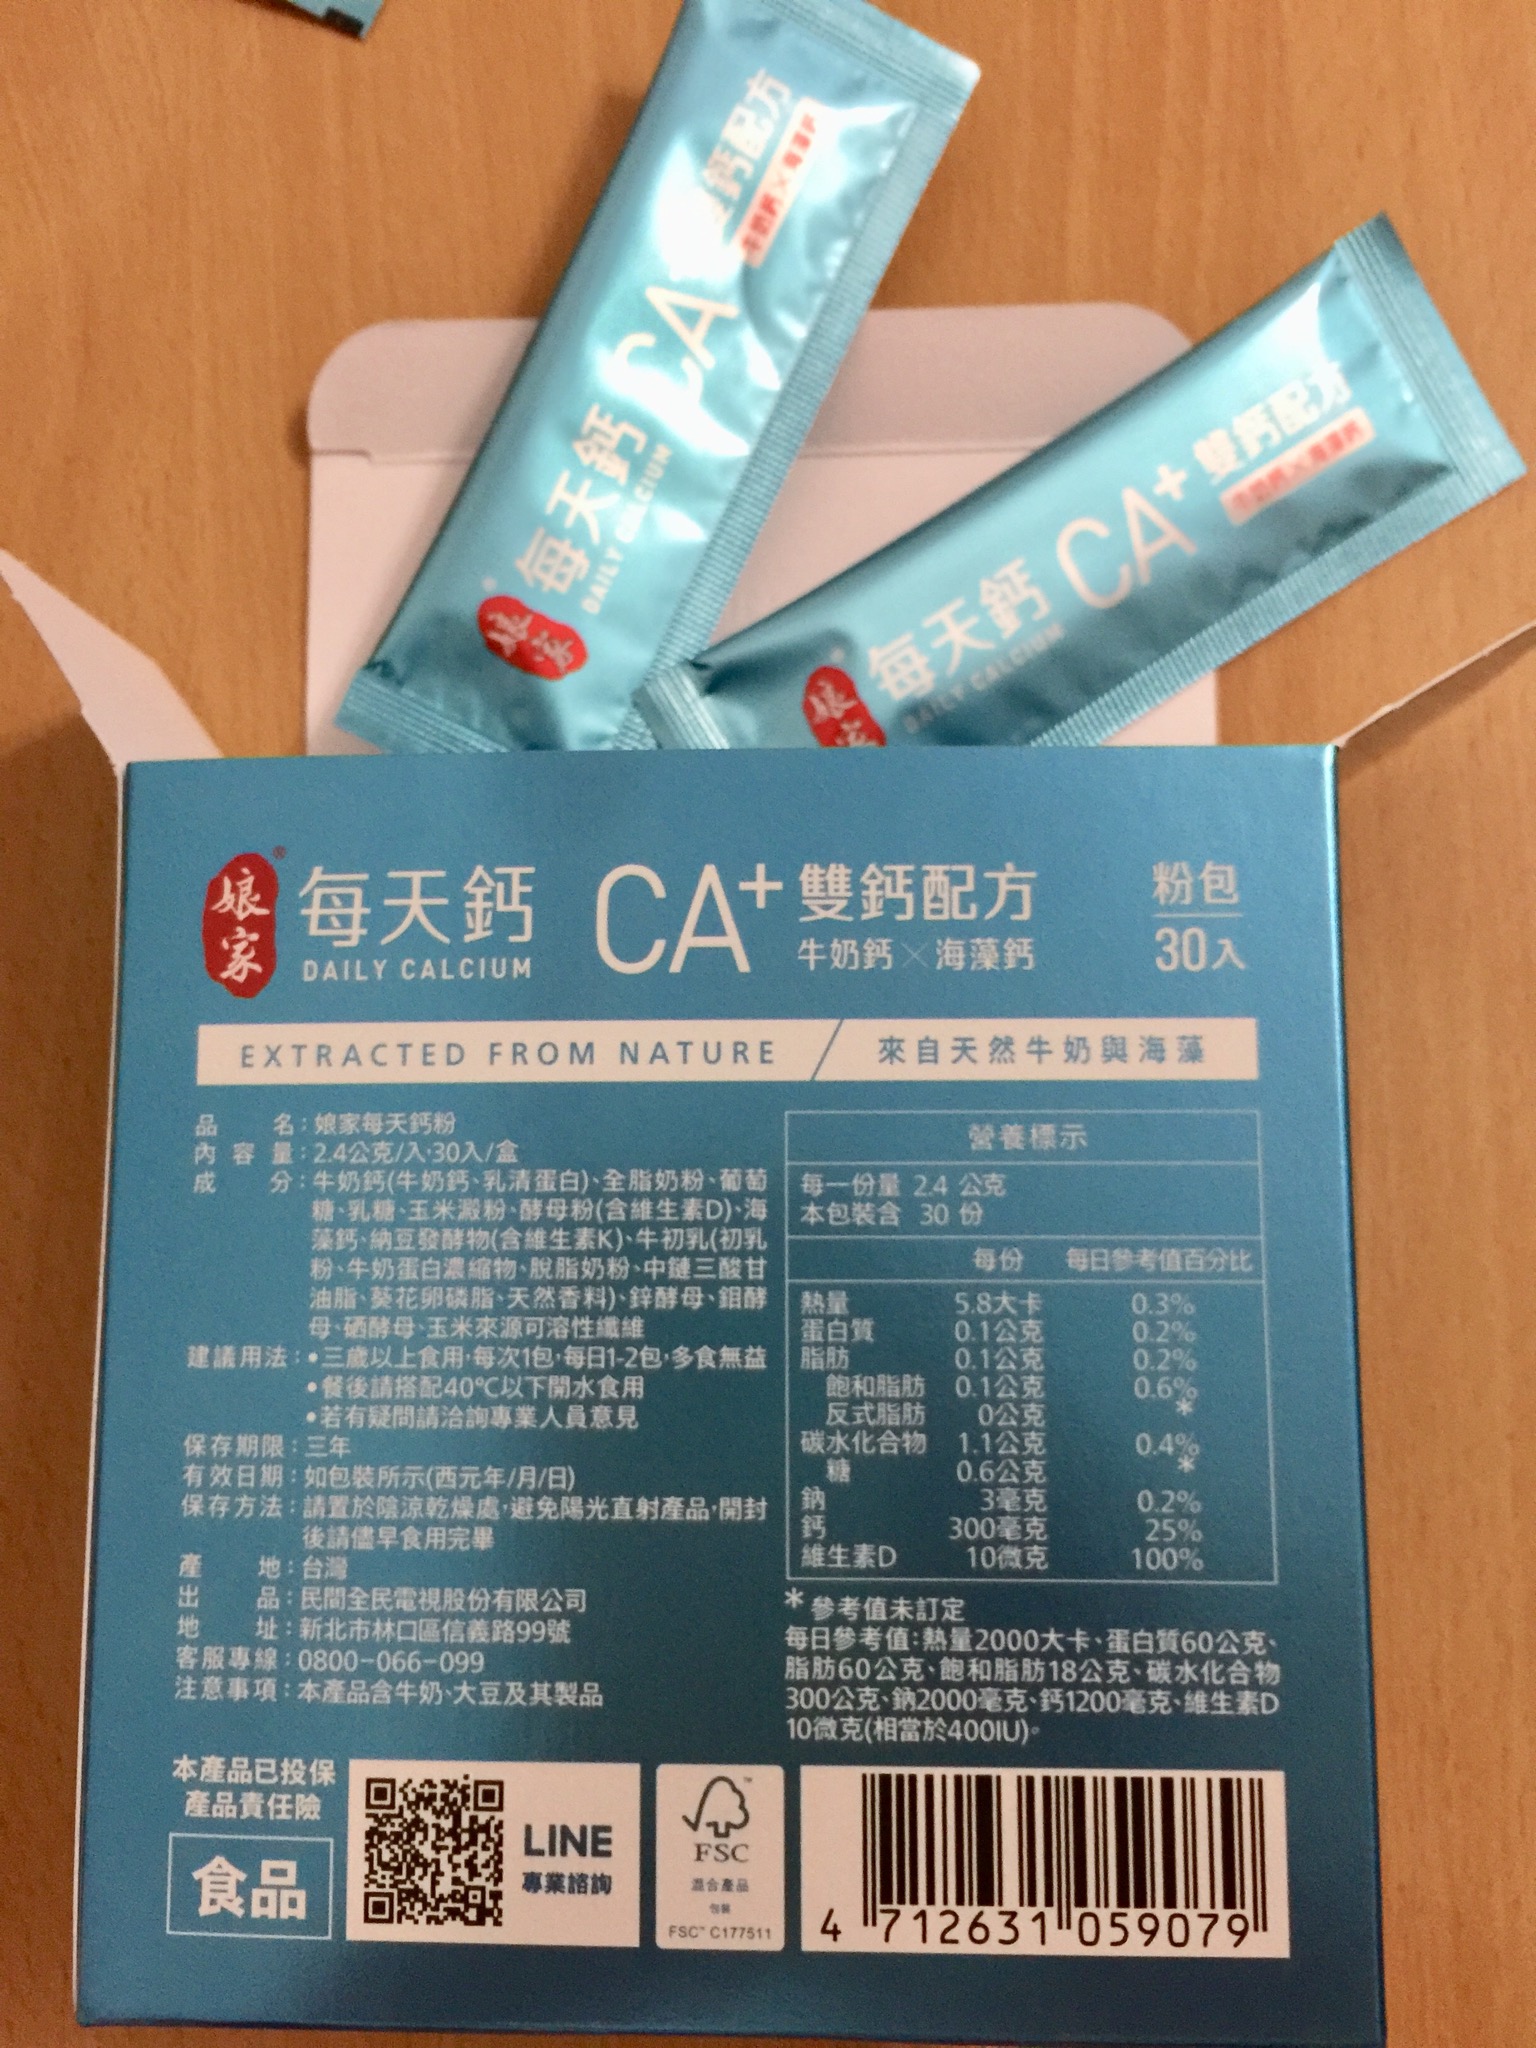 雙鈣配方
牛奶鈣×海藻鈣
CA
每天鈣
DAILY CALCIUM
娘家
雙鈣配方
CA+
每天鈣
DAILY CALCIUM
娘家
娘家®
每天鈣
DAILY CALCIUM
CA+
雙鈣配方
牛奶鈣×海藻鈣
粉包
30入
EXTRACTED FROM NATURE / 來自天然牛奶與海藻
品名:娘家每天鈣粉
內容量:2.4公克/入,30入/盒
成分:牛奶鈣(牛奶鈣、乳清蛋白)、全脂奶粉、葡萄
糖、乳糖、玉米澱粉、酵母粉(含維生素D)、海
藻鈣、納豆發酵物(含維生素K)、牛初乳(初乳
粉、牛奶蛋白濃縮物、脫脂奶粉、中鏈三酸甘
油脂、葵花卵磷脂、天然香料)、鋅酵母、鉬酵
母、硒酵母、玉米來源可溶性纖維
建議用法:•三歲以上食用,每次1包,每日1-2包,多食無益
•餐後請搭配40℃以下開水食用
•若有疑問請洽詢專業人員意見
保存期限:三年
有效日期:如包裝所示(西元年/月/日)
保存方法:請置於陰涼乾燥處,避免陽光直射產品,開封
後請儘早食用完畢
產地:台灣
出品:民間全民電視股份有限公司
地址:新北市林口區信義路99號
客服專線:0800-066-099
注意事項:本產品含牛奶、大豆及其製品
營養標示
每一份量 2.4 公克
本包裝含 30 份
每份 每日參考值百分比
熱量 5.8大卡 0.3%
蛋白質 0.1公克 0.2%
脂肪 0.1公克 0.2%
飽和脂肪 0.1公克 0.6%
反式脂肪 0公克 *
碳水化合物 1.1公克 0.4%
糖 0.6公克 *
鈉 3毫克 0.2%
鈣 300毫克 25%
維生素D 10微克 100%
*參考值未訂定
每日參考值:熱量2000大卡、蛋白質60公克、
脂肪60公克、飽和脂肪18公克、碳水化合物
300公克、鈉2000毫克、鈣1200毫克、維生素D
10微克(相當於400IU)。
本產品已投保
產品責任險
食品
LINE
專業諮詢
FSC
混合產品
包裝
FSC™ C177511
4 712631 059079